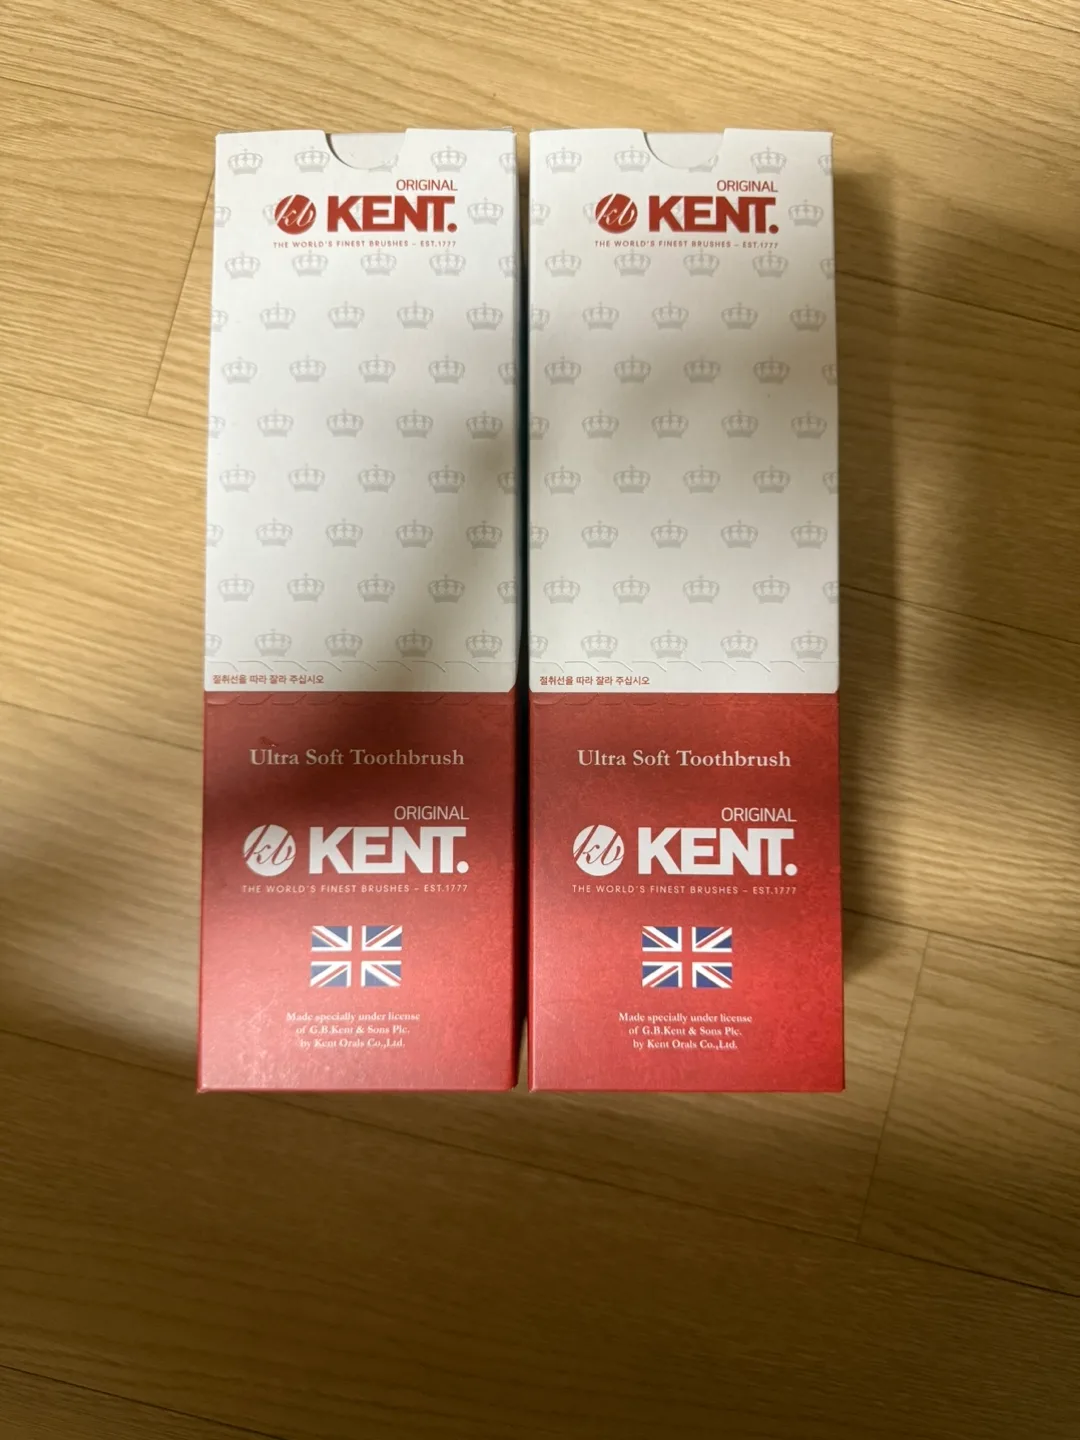 ORIGINAL
kb KENT.
THE WORLD'S FINEST BRUSHES – EST.1777
절취선을 따라 잘라 주십시오
Ultra Soft Toothbrush
ORIGINAL
kb KENT.
THE WORLD'S FINEST BRUSHES – EST.1777
Made specially under license
of G.B.Kent & Sons Plc.
by Kent Orals Co.,Ltd.
ORIGINAL
kb KENT.
THE WORLD'S FINEST BRUSHES – EST.1777
절취선을 따라 잘라 주십시오
Ultra Soft Toothbrush
ORIGINAL
kb KENT.
THE WORLD'S FINEST BRUSHES – EST.1777
Made specially under license
of G.B.Kent & Sons Plc.
by Kent Orals Co.,Ltd.